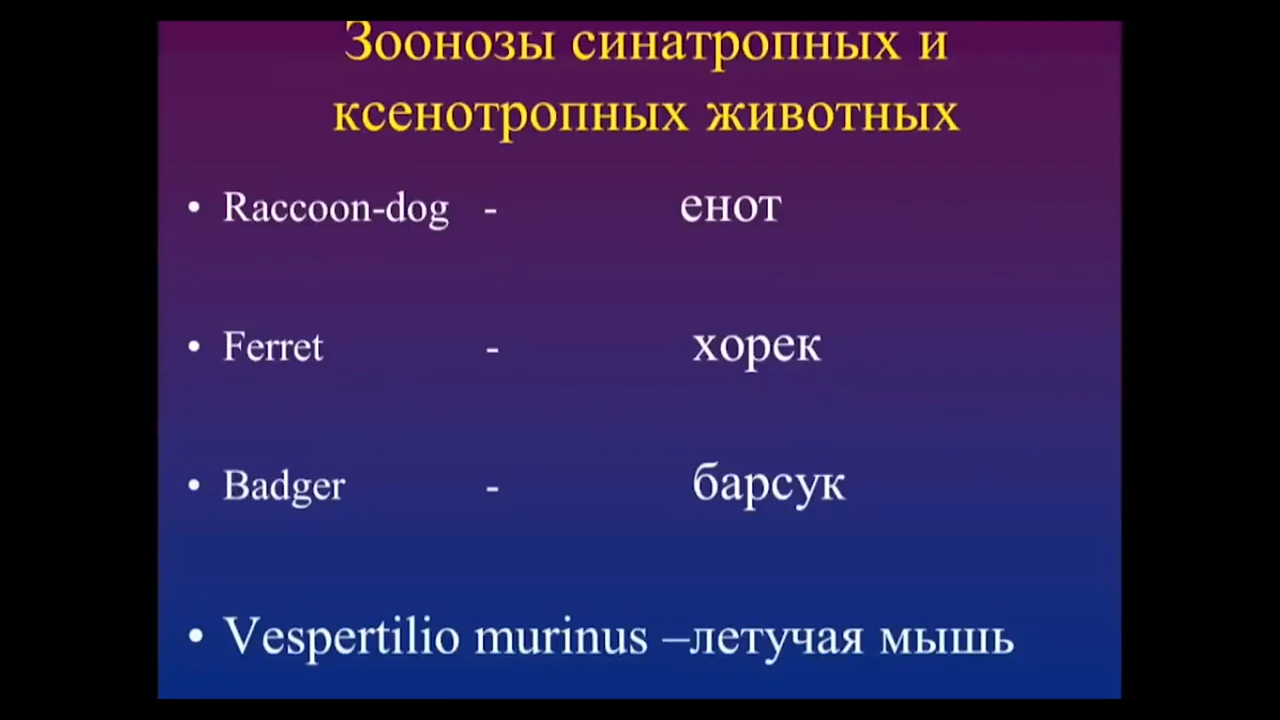 Зоонозы синатропных и
ксенотропных животных
• Raccoon-dog - енот
• Ferret - хорек
• Badger - барсук
• Vespertilio murinus –летучая мышь